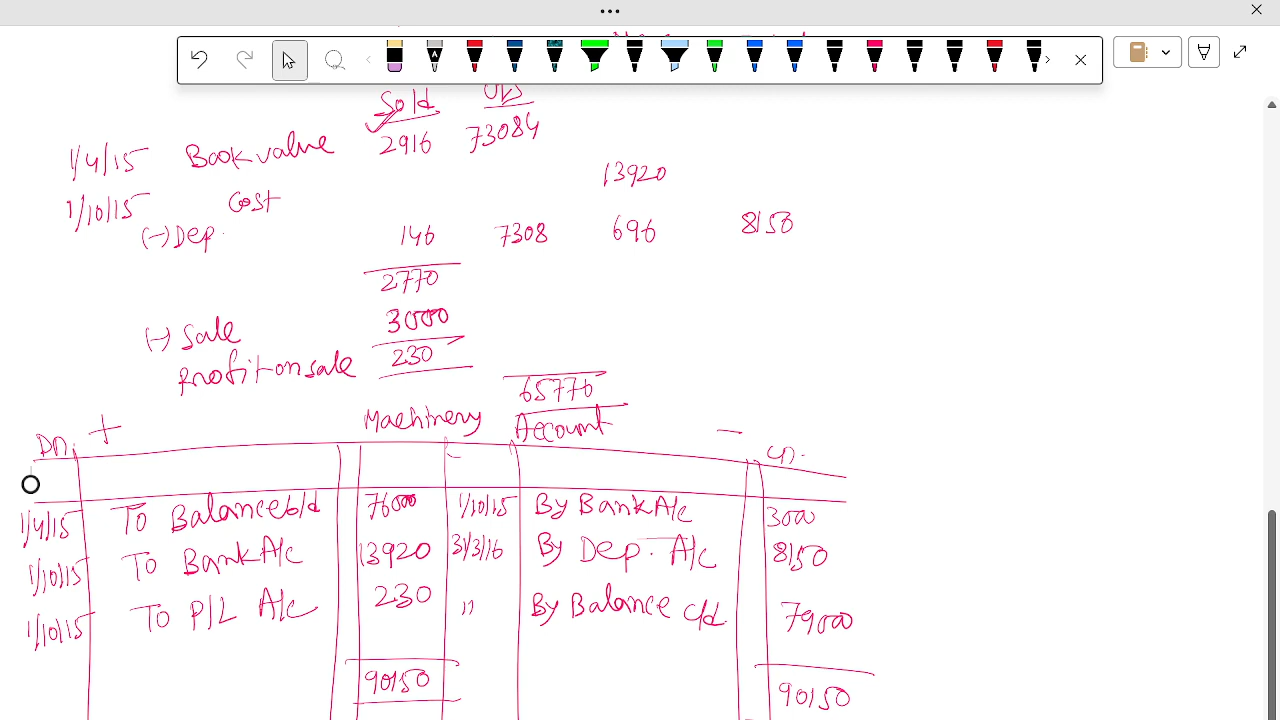 Sold
1/4/15 Book value 2916 73084
13920
1/10/15 Cost
(-) Dep. 146 7308 696 8150
2770
3000
(-) Sale
Profit on sale 230
65776
Machinery Account
+ -
Dr. Cr.
1/4/15 To Balance b/d 76000 1/10/15 By Bank A/c 3000
1/10/15 To Bank A/c 13920 31/3/16 By Dep. A/c 8150
1/10/15 To P/L A/c 230 " By Balance c/d. 79000
90150 90150